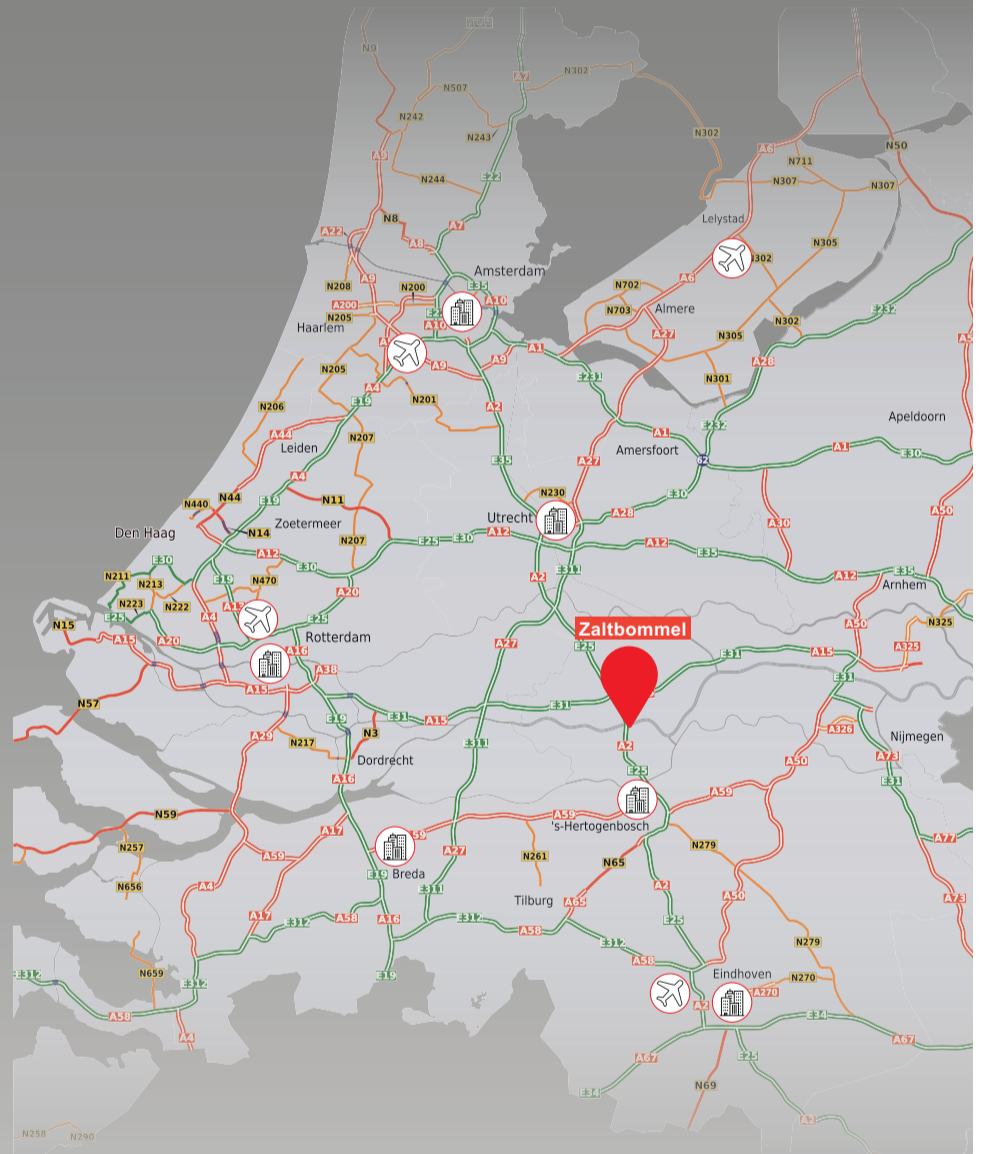 N9
A7
N302
N507
N242
N243
N302
A9
A6
N50
N711
N244
E22
N307
N307
N8
A7
Lelystad
A22
A8
N305
N302
Amsterdam
A9
A6
N208
N200
E35
N702
A200
A10
N703
Almere
E232
N205
A10
N302
Haarlem
A27
N305
A1
A9
A9
A28
N205
E231
N301
A4
E19
N201
N206
A2
Apeldoorn
E232
A44
N207
A1
Leiden
Amersfoort
A1
E30
E35
A27
62
A4
N44
N11
N230
E30
N440
E19
A50
Utrecht
A28
Zoetermeer
A30
Den Haag
N14
A12
N207
E25
E30
A12
A12
E35
E30
E30
E311
A12
E35
N211
N213
E19
N470
A2
Arnhem
A20
N223
N222
E25
A4
E25
N15
Zaltbommel
N325
A50
A15
A20
Rotterdam
A27
E25
A325
A16
A15
E31
A38
E31
A15
N57
E31
E31
E19
A15
N3
A326
A29
N217
E311
A2
Nijmegen
Dordrecht
A73
A50
E25
A16
E31
A59
N59
A59
's-Hertogenbosch
A17
A77
N257
A27
N279
A59
N261
N65
Breda
E19
A4
N656
E311
A2
A50
A73
Tilburg
A65
A17
A58
A16
E312
E25
E312
A58
N279
E312
A58
E312
N659
E19
Eindhoven
N270
E312
A270
A2
A58
E34
A4
A67
E25
A67
N69
E34
A2
N258
N290